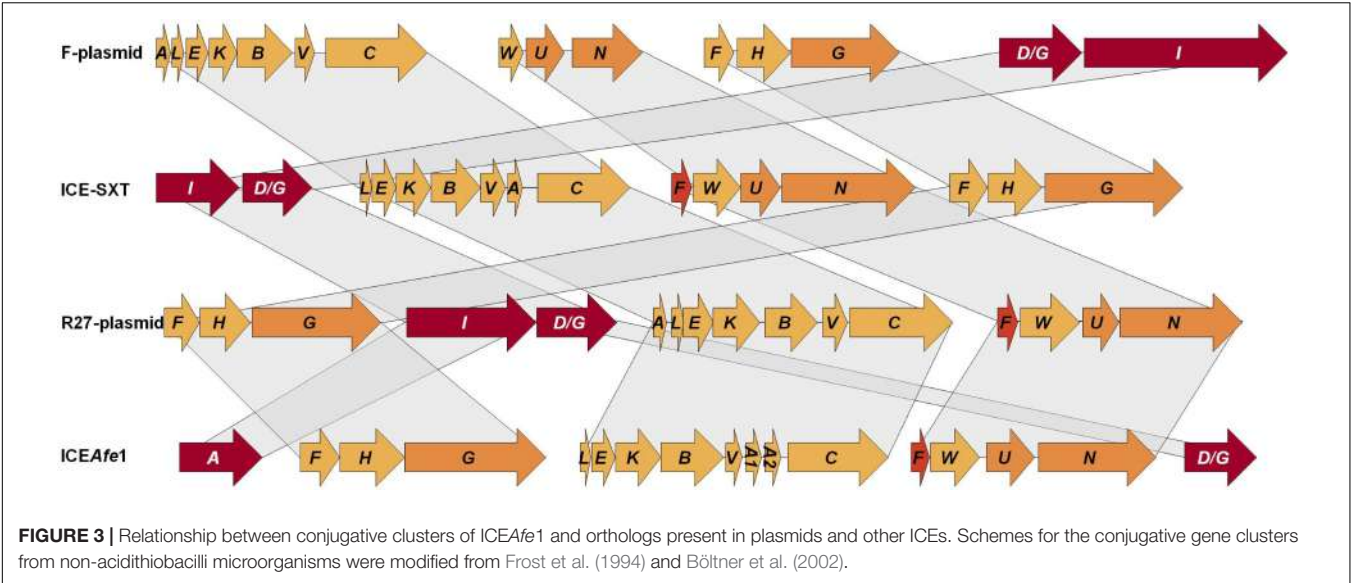 F-plasmid A L E K B V C W U N F H G D/G I
ICE-SXT I D/G L E K B V A C F W U N F H G
R27-plasmid F H G I D/G A L E K B V C F W U N
ICEAfe1 A F H G L E K B V A1 A2 C F W U N D/G
FIGURE 3 | Relationship between conjugative clusters of ICEAfe1 and orthologs present in plasmids and other ICEs. Schemes for the conjugative gene clusters
from non-acidithiobacilli microorganisms were modified from Frost et al. (1994) and Böltner et al. (2002).